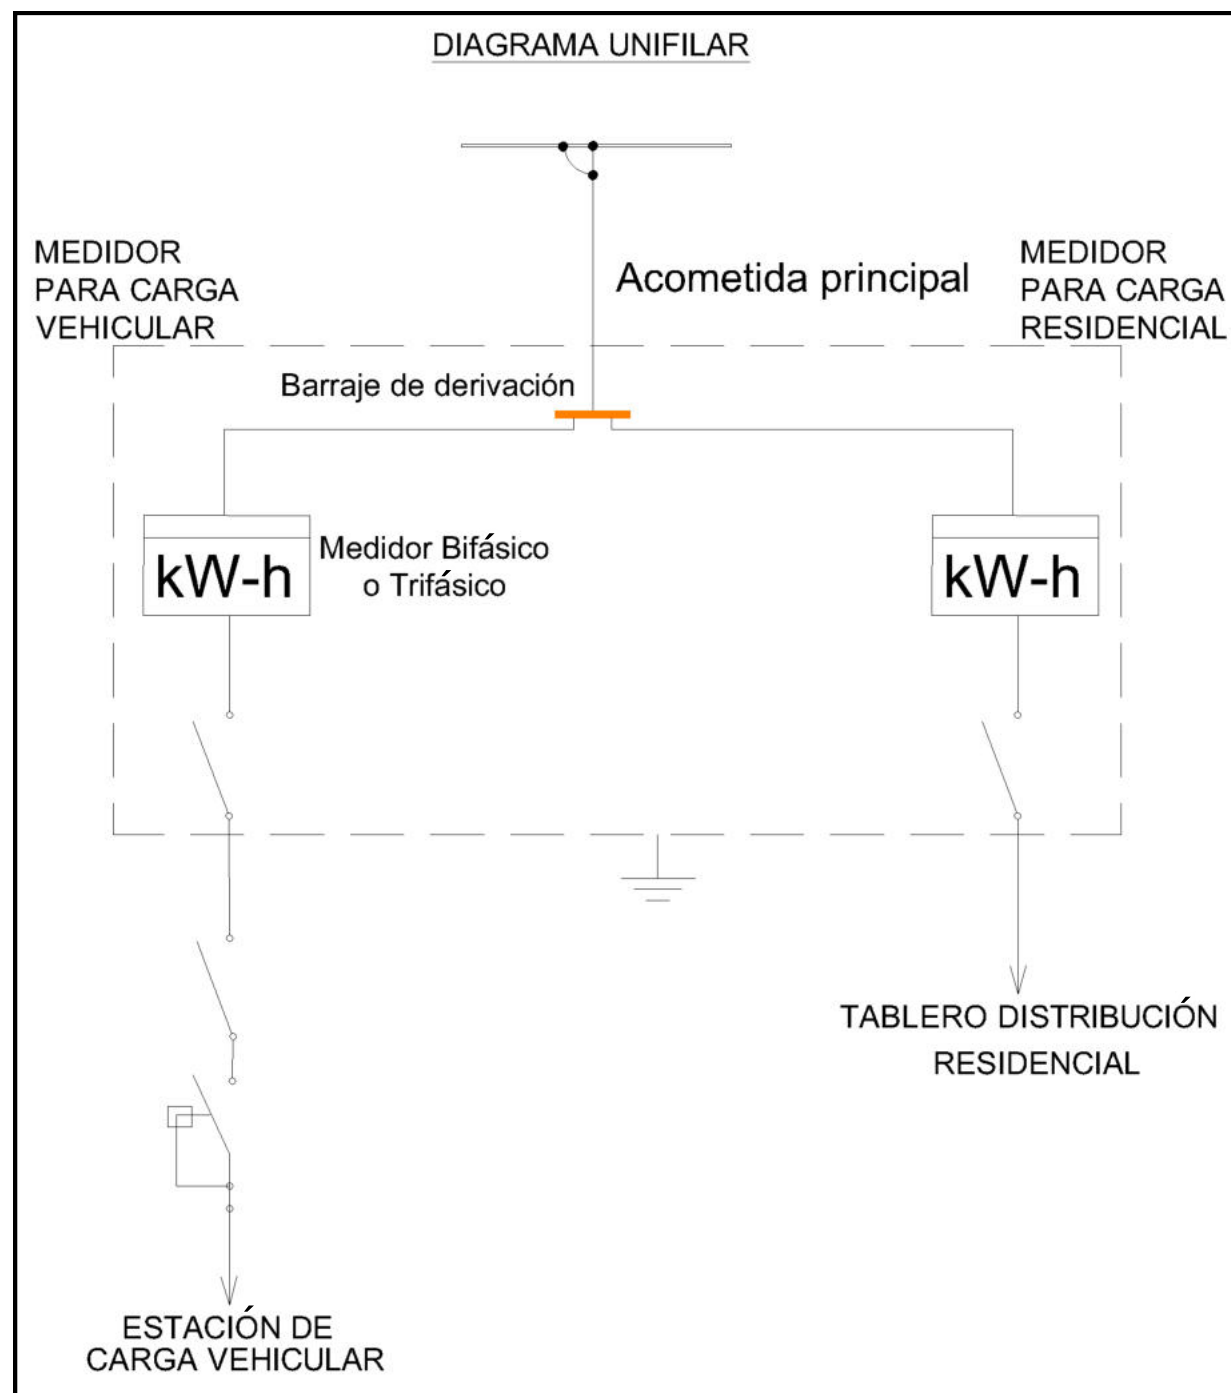 DIAGRAMA UNIFILAR
MEDIDOR
PARA CARGA
VEHICULAR
Acometida principal
MEDIDOR
PARA CARGA
RESIDENCIAL
Barraje de derivación
kW-h
Medidor Bifásico
o Trifásico
kW-h
TABLERO DISTRIBUCIÓN
RESIDENCIAL
ESTACIÓN DE
CARGA VEHICULAR